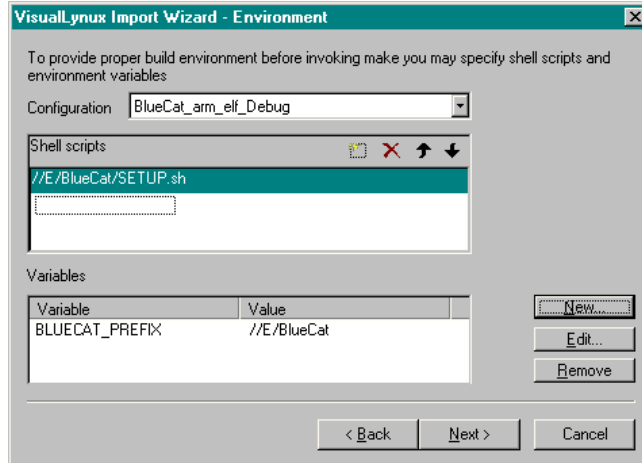 VisualLynux Import Wizard - Environment
To provide proper build environment before invoking make you may specify shell scripts and
environment variables
Configuration BlueCat_arm_elf_Debug
Shell scripts
//E/BlueCat/SETUP.sh
Variables
Variable Value
BLUECAT_PREFIX //E/BlueCat
New...
Edit...
Remove
< Back Next > Cancel